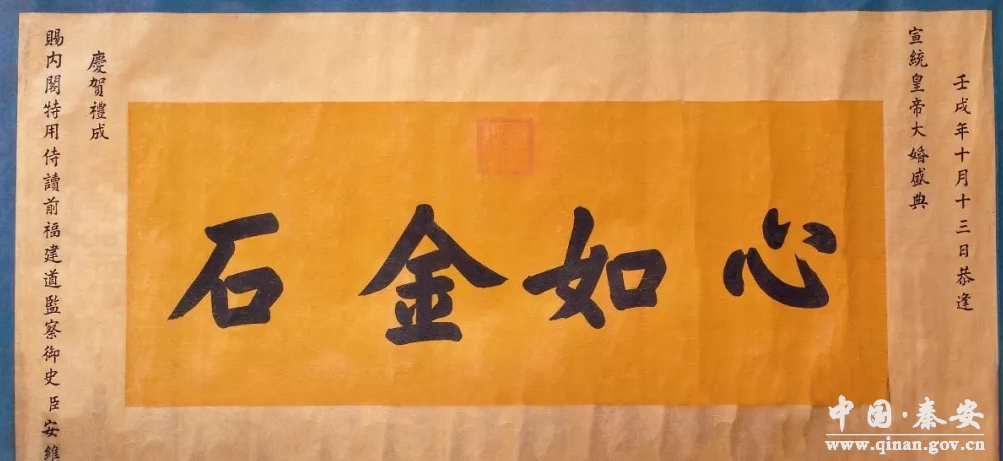 壬戌年十月十三日恭逢
宣統皇帝大婚盛典
心如金石
慶賀禮成
賜內閣特用侍讀前福建道監察御史臣安維
中国·秦安
www.qinan.gov.cn